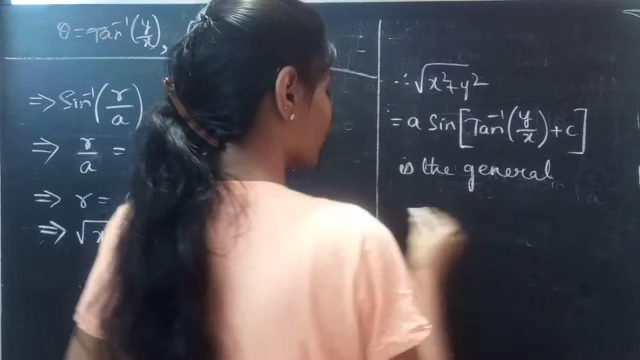 θ = Tan⁻¹(y/x),
⇒ Sin⁻¹(r/a)
⇒ r/a =
⇒ r =
⇒ √x
∴ √x²+y²
= a Sin[Tan⁻¹(y/x)+c]
is the general